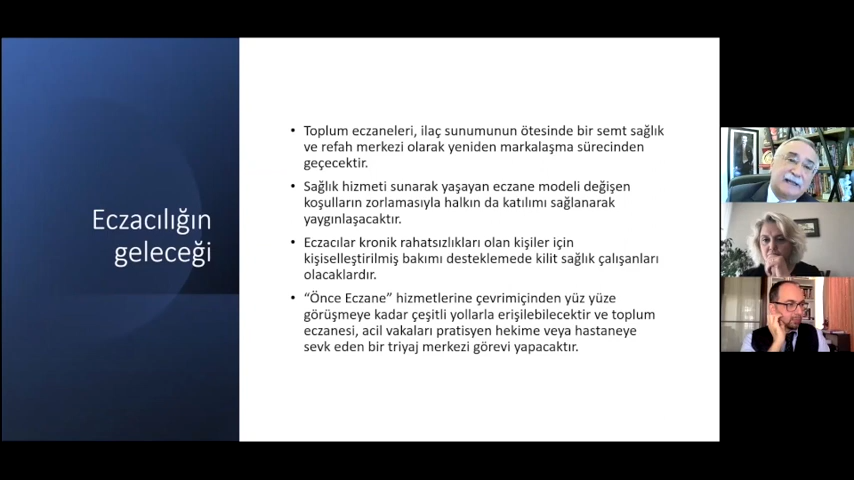 Eczacılığın
geleceği
• Toplum eczaneleri, ilaç sunumunun ötesinde bir semt sağlık
ve refah merkezi olarak yeniden markalaşma sürecinden
geçecektir.
• Sağlık hizmeti sunarak yaşayan eczane modeli değişen
koşulların zorlamasıyla halkın da katılımı sağlanarak
yaygınlaşacaktır.
• Eczacılar kronik rahatsızlıkları olan kişiler için
kişiselleştirilmiş bakımı desteklemede kilit sağlık çalışanları
olacaklardır.
• “Önce Eczane” hizmetlerine çevrimiçinden yüz yüze
görüşmeye kadar çeşitli yollarla erişilebilecektir ve toplum
eczanesi, acil vakaları pratisyen hekime veya hastaneye
sevk eden bir triyaj merkezi görevi yapacaktır.